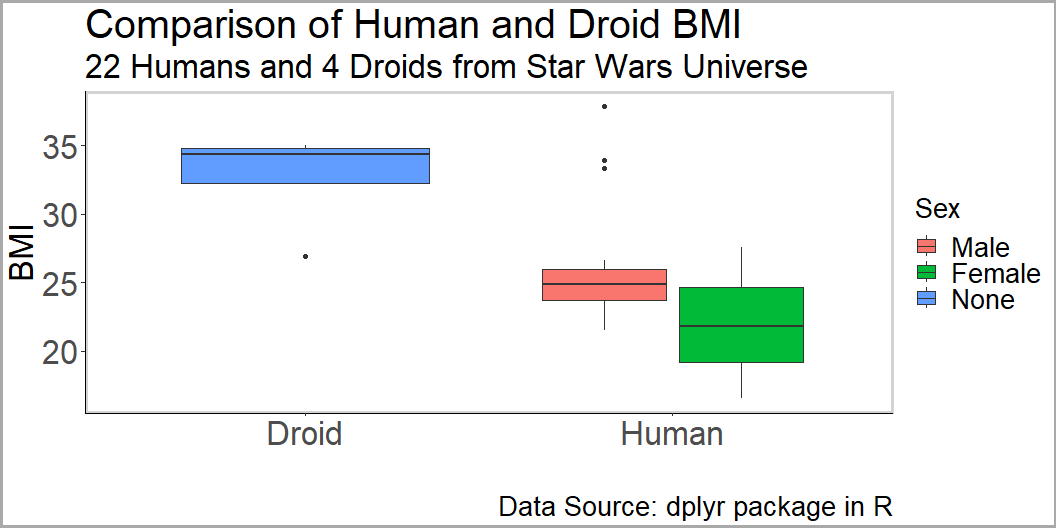 Comparison of Human and Droid BMI
22 Humans and 4 Droids from Star Wars Universe
BMI
35
30
25
20
Droid
Human
Sex
Male
Female
None
Data Source: dplyr package in R